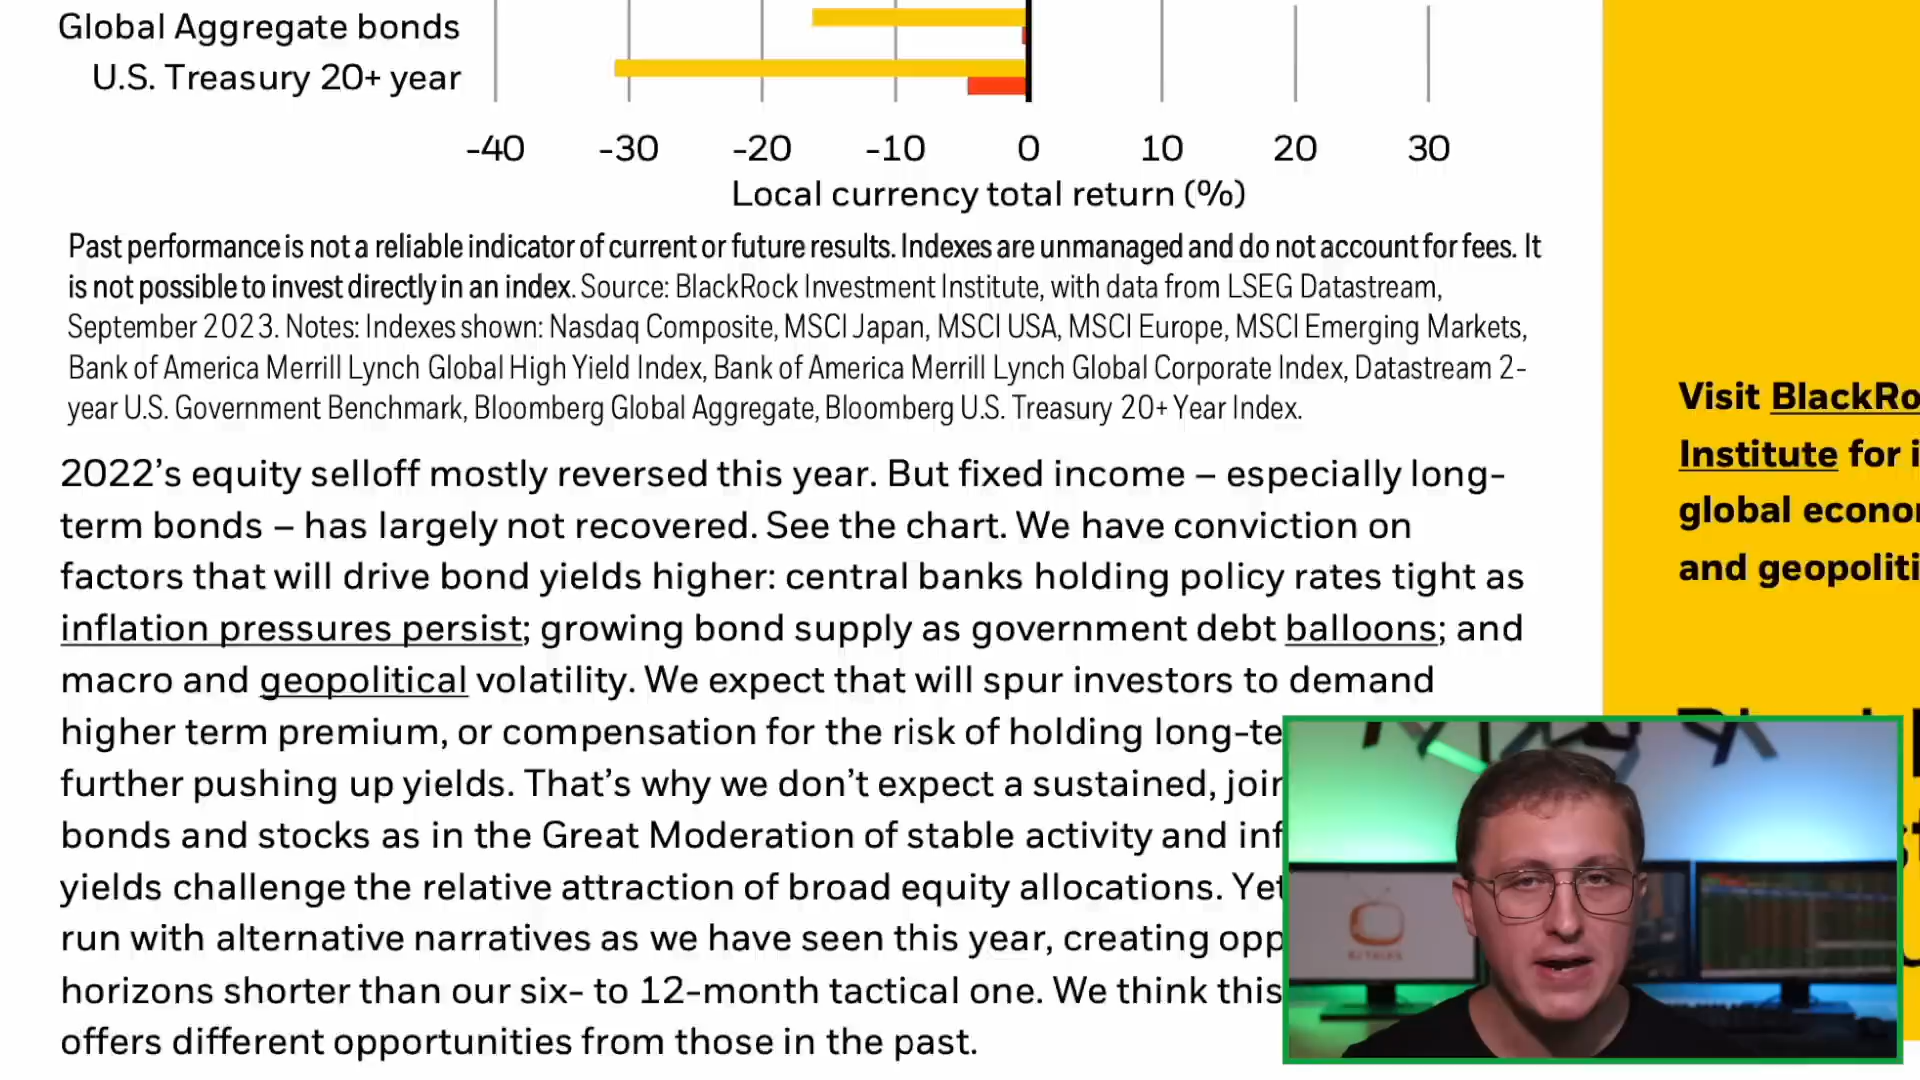 Global Aggregate bonds
U.S. Treasury 20+ year
-40 -30 -20 -10 0 10 20 30
Local currency total return (%)
Past performance is not a reliable indicator of current or future results. Indexes are unmanaged and do not account for fees. It
is not possible to invest directly in an index. Source: BlackRock Investment Institute, with data from LSEG Datastream,
September 2023. Notes: Indexes shown: Nasdaq Composite, MSCI Japan, MSCI USA, MSCI Europe, MSCI Emerging Markets,
Bank of America Merrill Lynch Global High Yield Index, Bank of America Merrill Lynch Global Corporate Index, Datastream 2-
year U.S. Government Benchmark, Bloomberg Global Aggregate, Bloomberg U.S. Treasury 20+ Year Index.
2022’s equity selloff mostly reversed this year. But fixed income – especially long-
term bonds – has largely not recovered. See the chart. We have conviction on
factors that will drive bond yields higher: central banks holding policy rates tight as
inflation pressures persist; growing bond supply as government debt balloons; and
macro and geopolitical volatility. We expect that will spur investors to demand
higher term premium, or compensation for the risk of holding long-te
further pushing up yields. That’s why we don’t expect a sustained, join
bonds and stocks as in the Great Moderation of stable activity and inf
yields challenge the relative attraction of broad equity allocations. Yet
run with alternative narratives as we have seen this year, creating opp
horizons shorter than our six- to 12-month tactical one. We think this
offers different opportunities from those in the past.
Visit BlackRo
Institute for i
global econo
and geopoliti